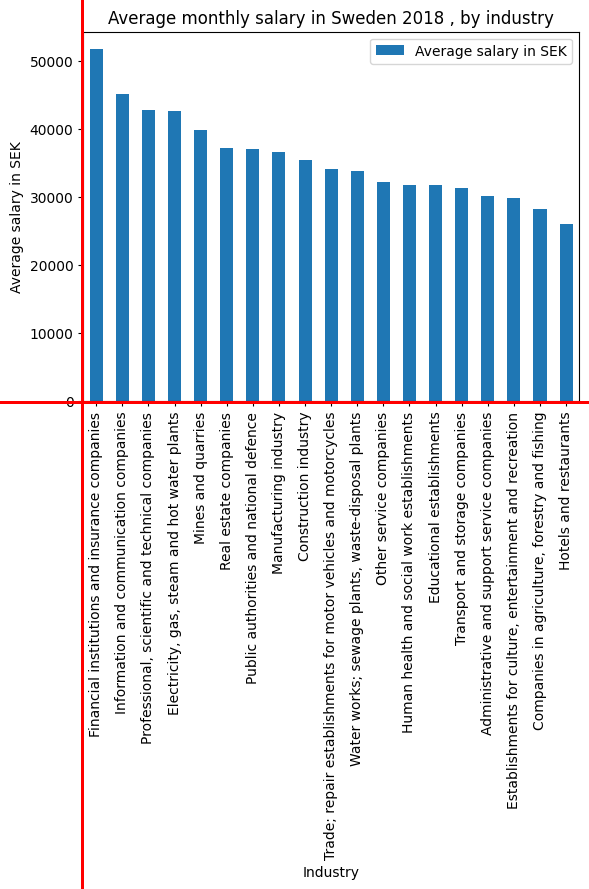 Average monthly salary in Sweden 2018 , by industry
Average salary in SEK
Average salary in SEK
50000
40000
30000
20000
10000
0
Financial institutions and insurance companies
Information and communication companies
Professional, scientific and technical companies
Electricity, gas, steam and hot water plants
Mines and quarries
Real estate companies
Public authorities and national defence
Manufacturing industry
Construction industry
Trade; repair establishments for motor vehicles and motorcycles
Water works; sewage plants, waste-disposal plants
Other service companies
Human health and social work establishments
Educational establishments
Transport and storage companies
Administrative and support service companies
Establishments for culture, entertainment and recreation
Companies in agriculture, forestry and fishing
Hotels and restaurants
Industry